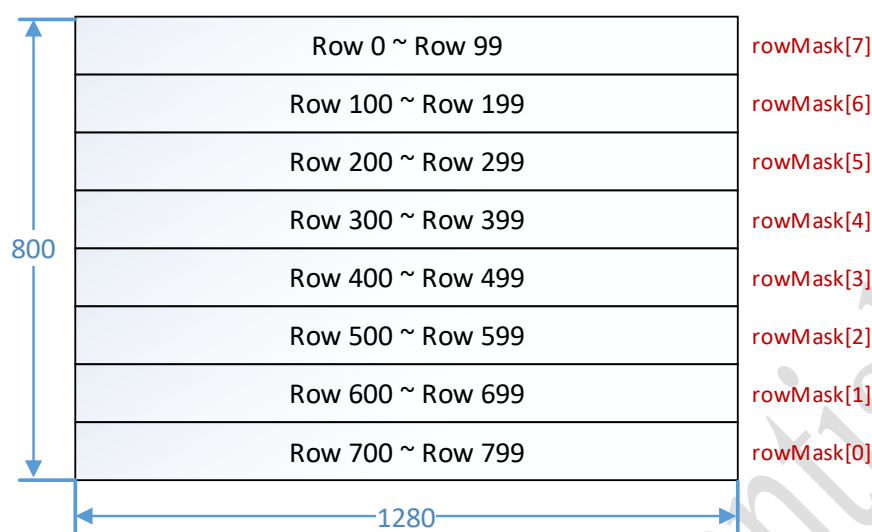 Row 0 ~ Row 99 rowMask[7]
Row 100 ~ Row 199 rowMask[6]
Row 200 ~ Row 299 rowMask[5]
Row 300 ~ Row 399 rowMask[4]
800
Row 400 ~ Row 499 rowMask[3]
Row 500 ~ Row 599 rowMask[2]
Row 600 ~ Row 699 rowMask[1]
Row 700 ~ Row 799 rowMask[0]
1280